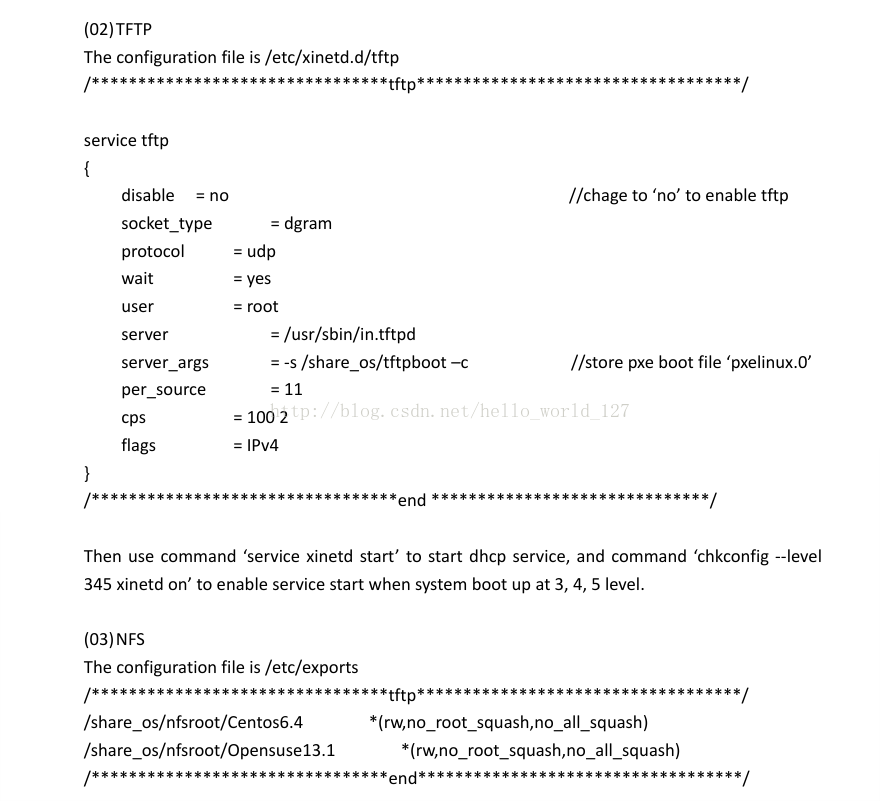 (02)TFTP
The configuration file is /etc/xinetd.d/tftp
/********************************tftp***********************************/
service tftp
{
disable = no //chage to ‘no’ to enable tftp
socket_type = dgram
protocol = udp
wait = yes
user = root
server = /usr/sbin/in.tftpd
server_args = -s /share_os/tftpboot –c //store pxe boot file ‘pxelinux.0’
per_source = 11
cps = 100 2
http://blog.csdn.net/hello_world_127
flags = IPv4
}
/*********************************end ******************************/
Then use command ‘service xinetd start’ to start dhcp service, and command ‘chkconfig --level
345 xinetd on’ to enable service start when system boot up at 3, 4, 5 level.
(03)NFS
The configuration file is /etc/exports
/********************************tftp***********************************/
/share_os/nfsroot/Centos6.4 *(rw,no_root_squash,no_all_squash)
/share_os/nfsroot/Opensuse13.1 *(rw,no_root_squash,no_all_squash)
/********************************end***********************************/